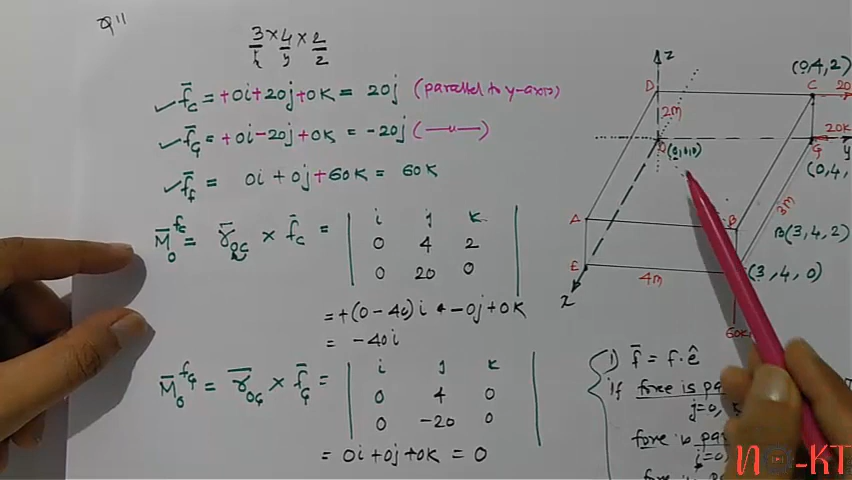 Q11
3 × 4 × 2
x y z
f̄c = +0i+20j+0k = 20j (parallel to y-axis)
f̄G = +0i-20j+0k = -20j (—"—)
f̄f = 0i + 0j+60k = 60k
M̄o^fc = r̄oc × f̄c =
i j k
0 4 2
0 20 0
= +(0-40)i + -0j+0k
= -40i
M̄o^fG = r̄oG × f̄G =
i j k
0 4 0
0 -20 0
= 0i+0j+0k = 0
z
(0,4,2)
D
C
20
2m
20k
(0,0,0)
G
y
(0,4,
3m
A
B
B(3,4,2)
E
4m
(3,4,0)
x
60k
1) f̄ = f·ê
If force is pa
j=0,
force is par
i=0,
N -KT